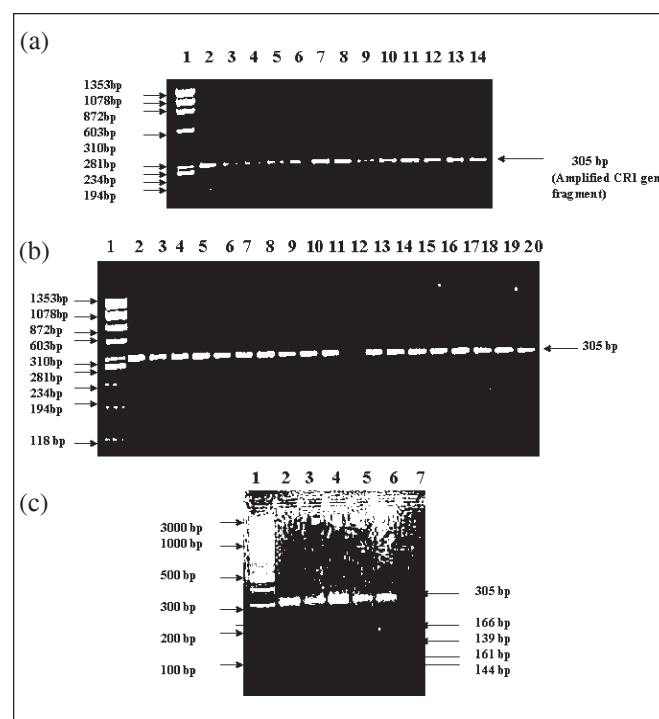 (a)
1 2 3 4 5 6 7 8 9 10 11 12 13 14
1353bp
1078bp
872bp
603bp
310bp
281bp
234bp
194bp
305 bp
(Amplified CR1 gen
fragment)
(b)
1 2 3 4 5 6 7 8 9 10 11 12 13 14 15 16 17 18 19 20
1353bp
1078bp
872bp
603bp
310bp
281bp
234bp
194bp
118 bp
305 bp
(c)
1 2 3 4 5 6 7
3000 bp
1000 bp
500 bp
300 bp
200 bp
100 bp
305 bp
166 bp
139 bp
161 bp
144 bp